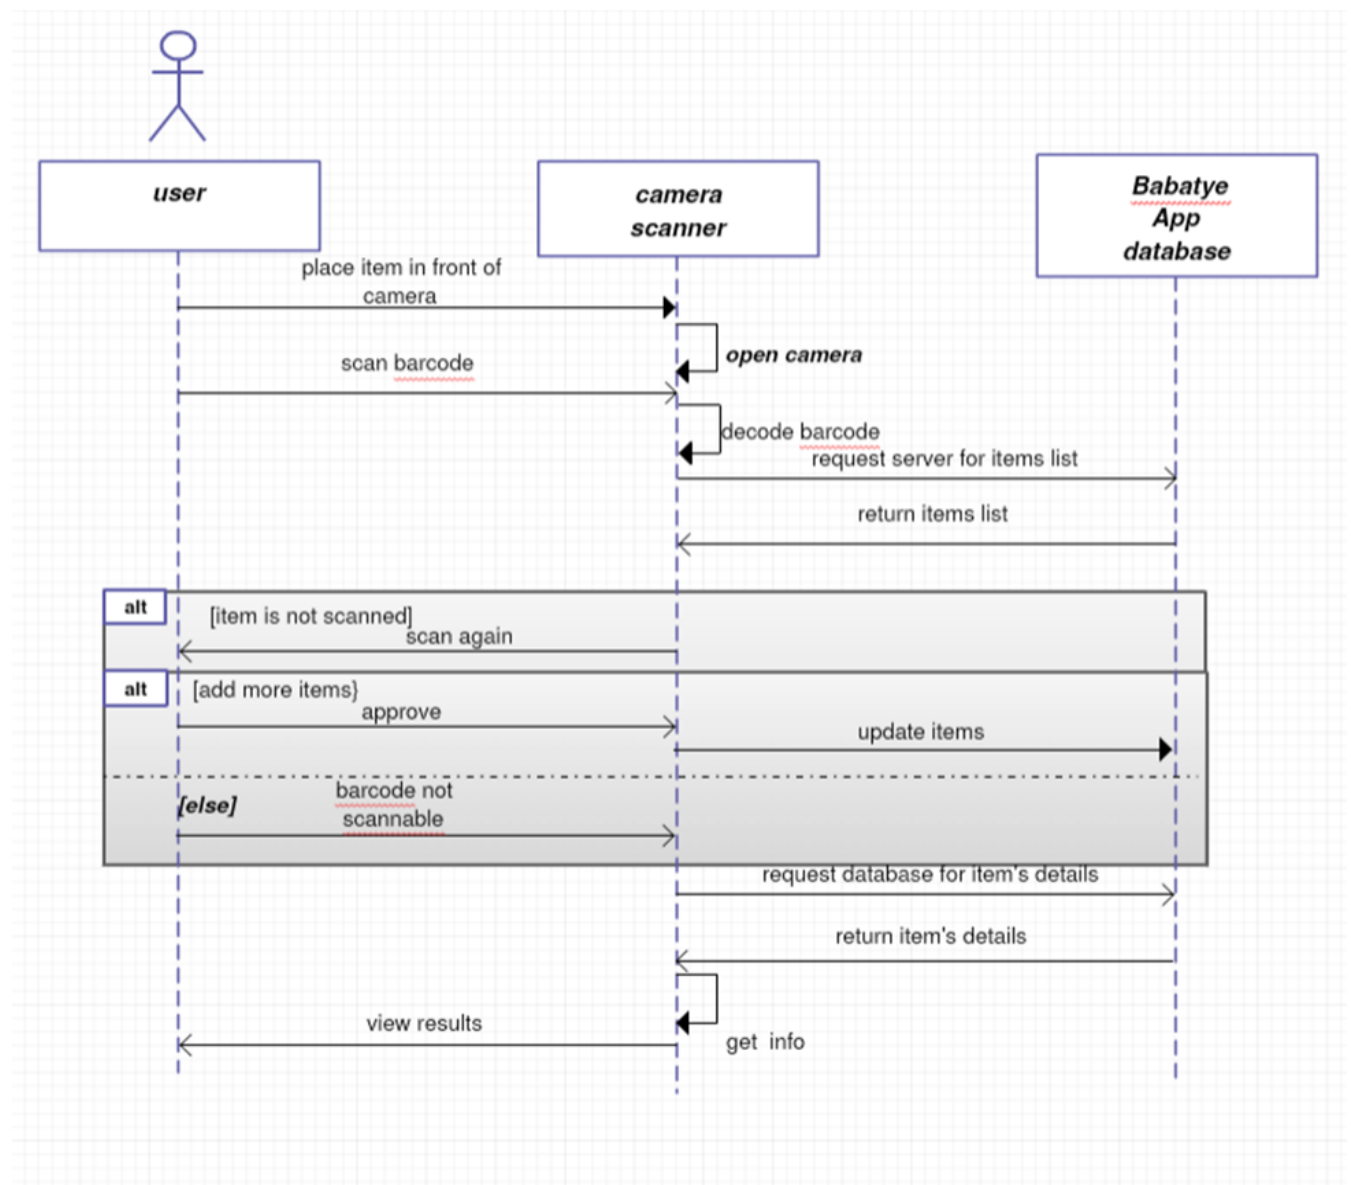 user
camera
scanner
Babatye
App
database
place item in front of
camera
open camera
scan barcode
decode barcode
request server for items list
return items list
alt
[item is not scanned]
scan again
alt
[add more items}
approve
update items
[else]
barcode not
scannable
request database for item's details
return item's details
view results
get info